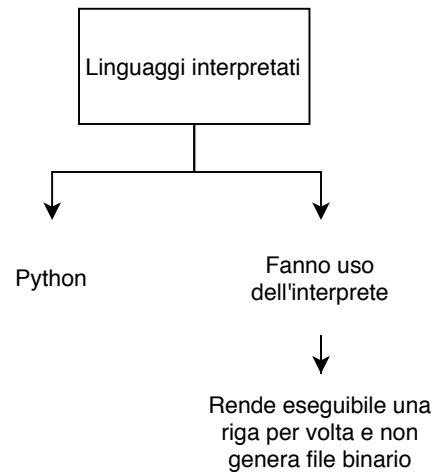 Linguaggi interpretati
Python
Fanno uso
dell'interprete
Rende eseguibile una
riga per volta e non
genera file binario